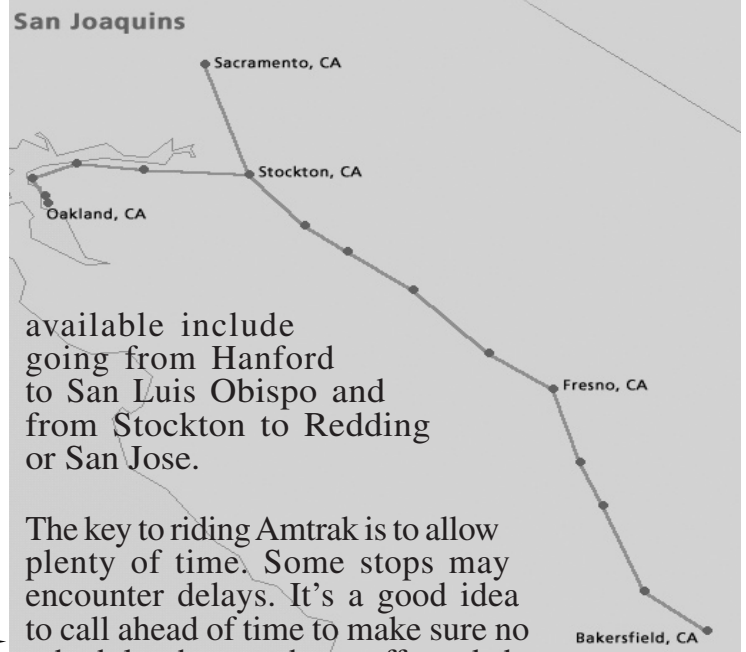 San Joaquins
Sacramento, CA
Stockton, CA
Oakland, CA
available include
going from Hanford
to San Luis Obispo and
from Stockton to Redding
or San Jose.
Fresno, CA
The key to riding Amtrak is to allow
plenty of time. Some stops may
encounter delays. It's a good idea
to call ahead of time to make sure no
Bakersfield, CA